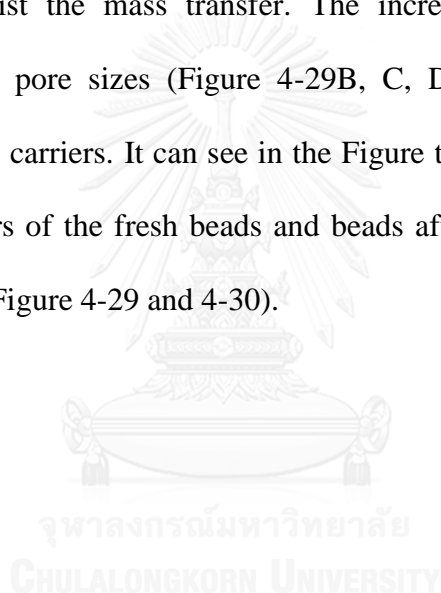 ist the mass transfer. The incre
pore sizes (Figure 4-29B, C, D
carriers. It can see in the Figure t
rs of the fresh beads and beads af
Figure 4-29 and 4-30).
จุฬาลงกรณ์มหาวิทยาลัย
CHULALONGKORN UNIVERSITY